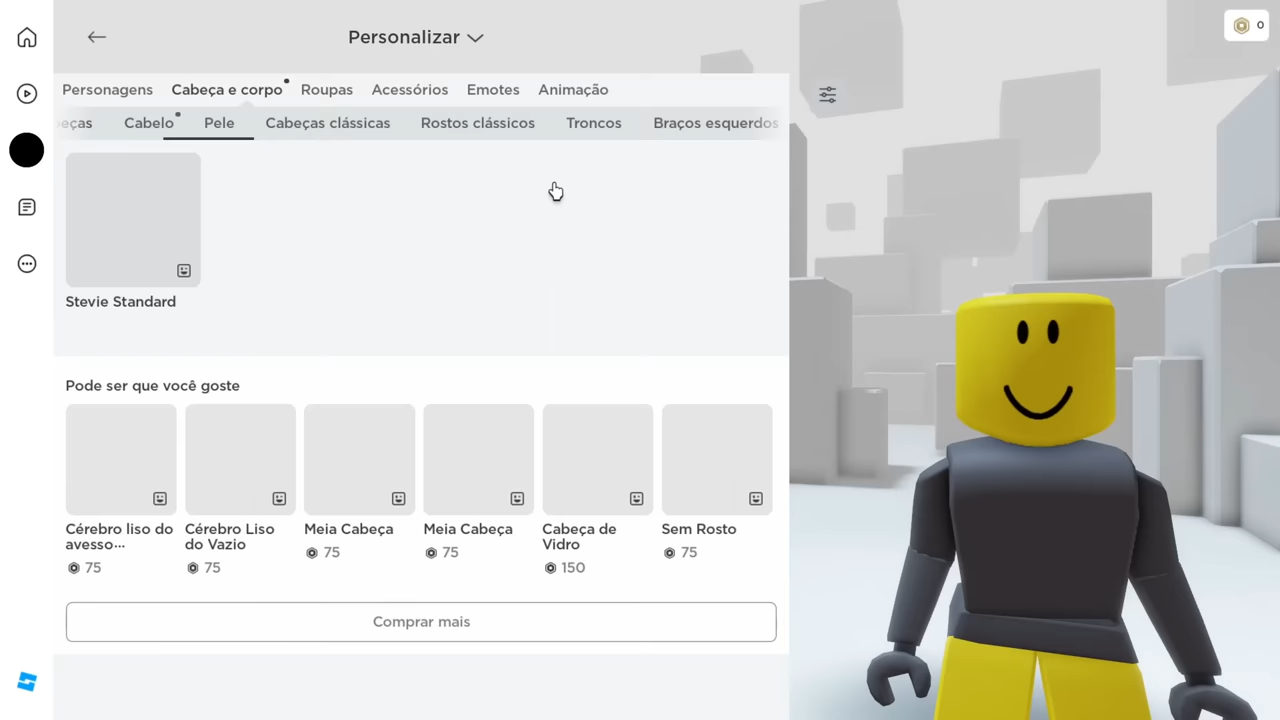 Personalizar
0
Personagens Cabeça e corpo Roupas Acessórios Emotes Animação
eças Cabelo Pele Cabeças clássicas Rostos clássicos Troncos Braços esquerdos
Stevie Standard
Pode ser que você goste
Cérebro liso do
avesso...
75
Cérebro Liso
do Vazio
75
Meia Cabeça
75
Meia Cabeça
75
Cabeça de
Vidro
150
Sem Rosto
75
Comprar mais